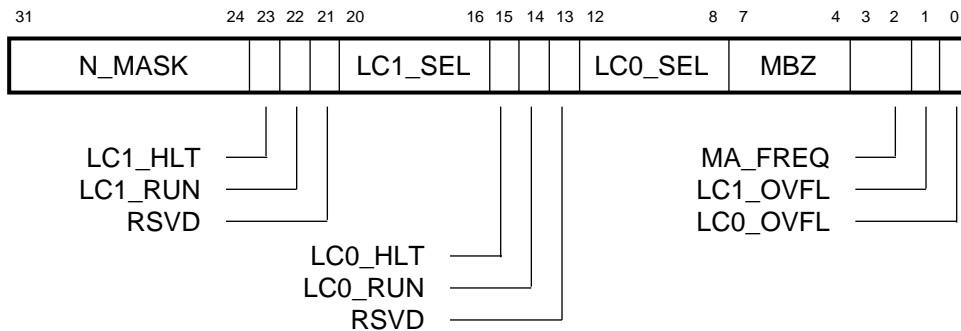 31 24 23 22 21 20 16 15 14 13 12 8 7 4 3 2 1 0
N_MASK LC1_SEL LC0_SEL MBZ
LC1_HLT MA_FREQ
LC1_RUN LC1_OVFL
RSVD LC0_OVFL
LC0_HLT
LC0_RUN
RSVD